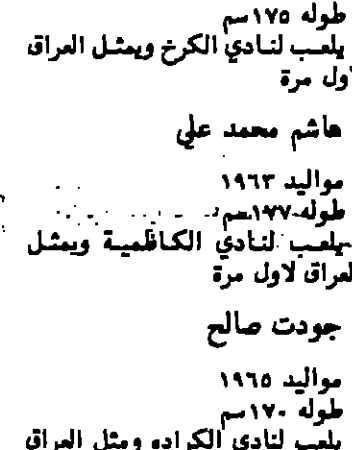 طوله ١٧٥سم
يلعب لنادي الكرخ ويمثل العراق
لاول مرة
هاشم محمد علي
مواليد ١٩٦٣
طوله ١٧٧سم
يلعب لنادي الكاظمية ويمثل
العراق لاول مرة
جودت صالح
مواليد ١٩٦٥
طوله ١٧٠سم
يلعب لنادي الكراده ومثل العراق